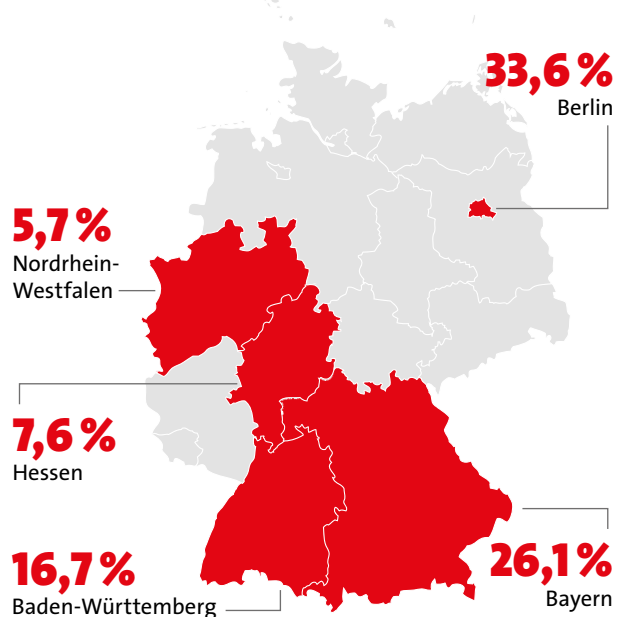 33,6 %
Berlin
5,7 %
Nordrhein-
Westfalen
7,6 %
Hessen
16,7 %
Baden-Württemberg
26,1 %
Bayern